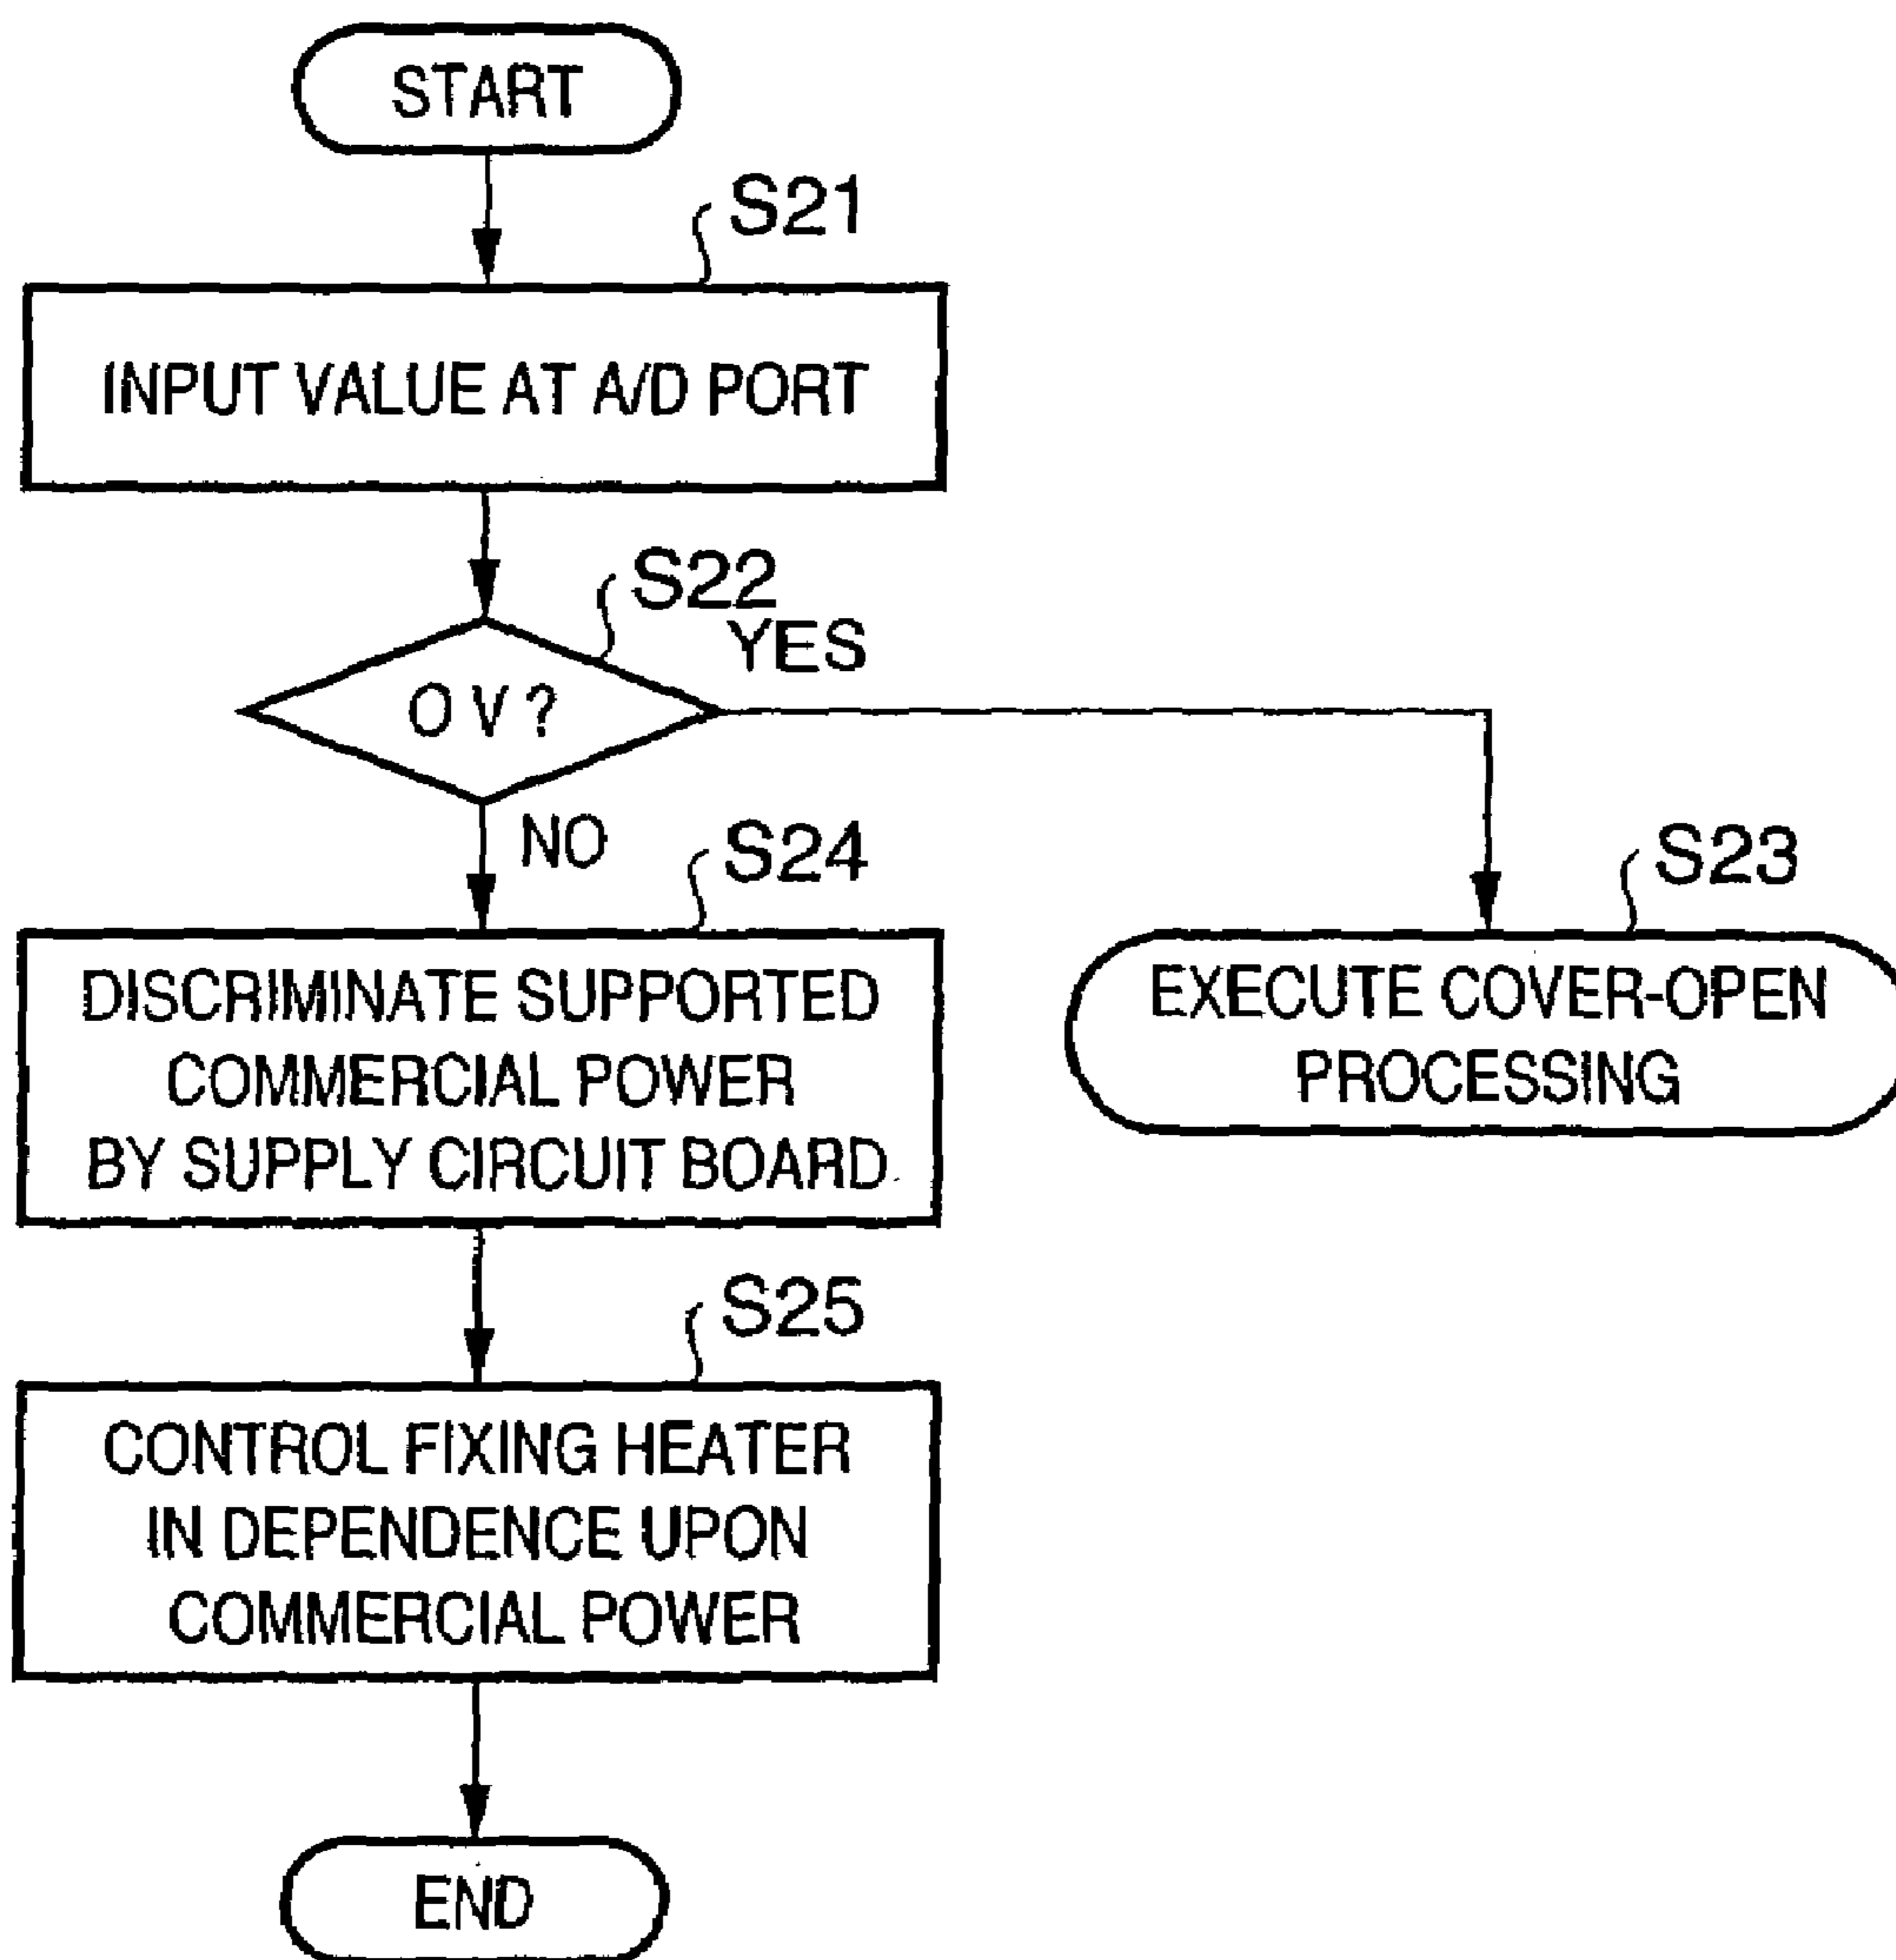 START
S21
INPUT VALUE AT A/D PORT
S22
YES
0 V ?
NO
S24
DISCRIMINATE SUPPORTED
COMMERCIAL POWER
BY SUPPLY CIRCUIT BOARD
S23
EXECUTE COVER-OPEN
PROCESSING
S25
CONTROL FIXING HEATER
IN DEPENDENCE UPON
COMMERCIAL POWER
END